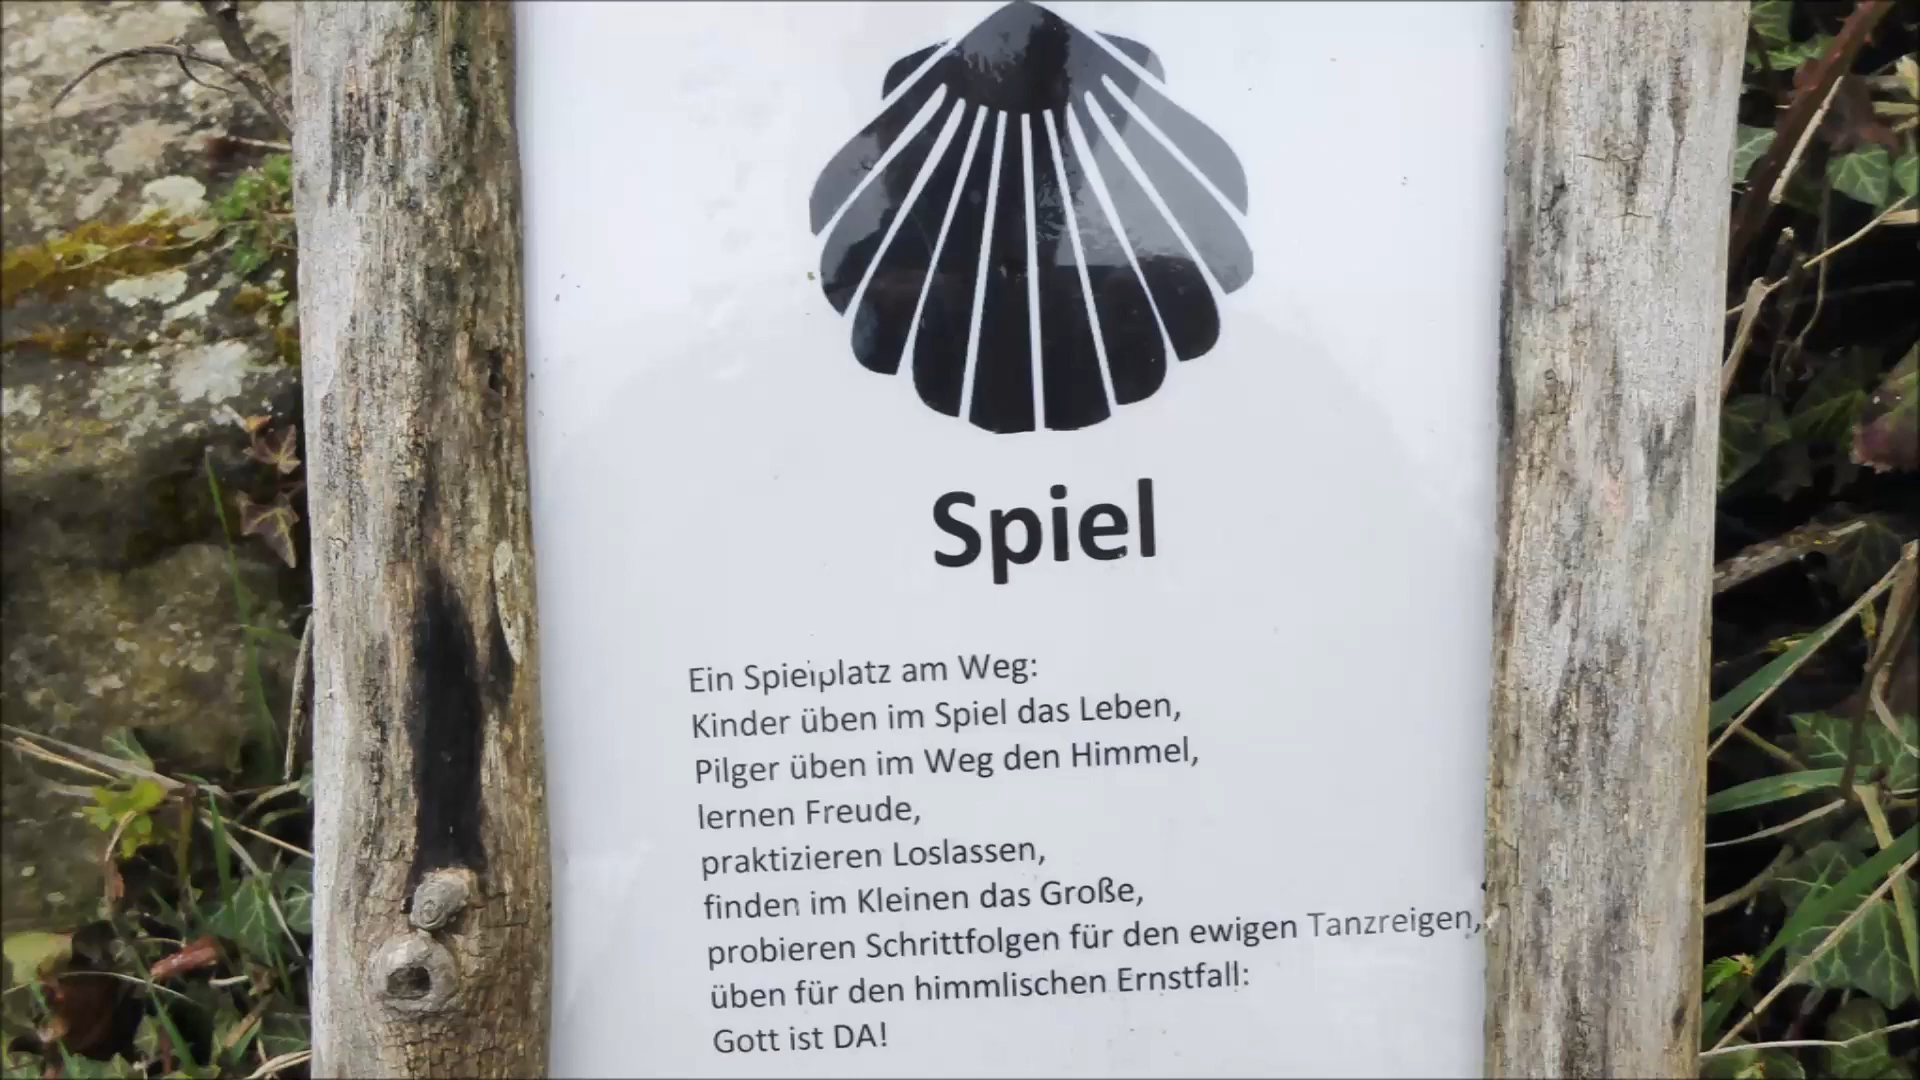 Spiel
Ein Spielplatz am Weg:
Kinder üben im Spiel das Leben,
Pilger üben im Weg den Himmel,
lernen Freude,
praktizieren Loslassen,
finden im Kleinen das Große,
probieren Schrittfolgen für den ewigen Tanzreigen,
üben für den himmlischen Ernstfall:
Gott ist DA!